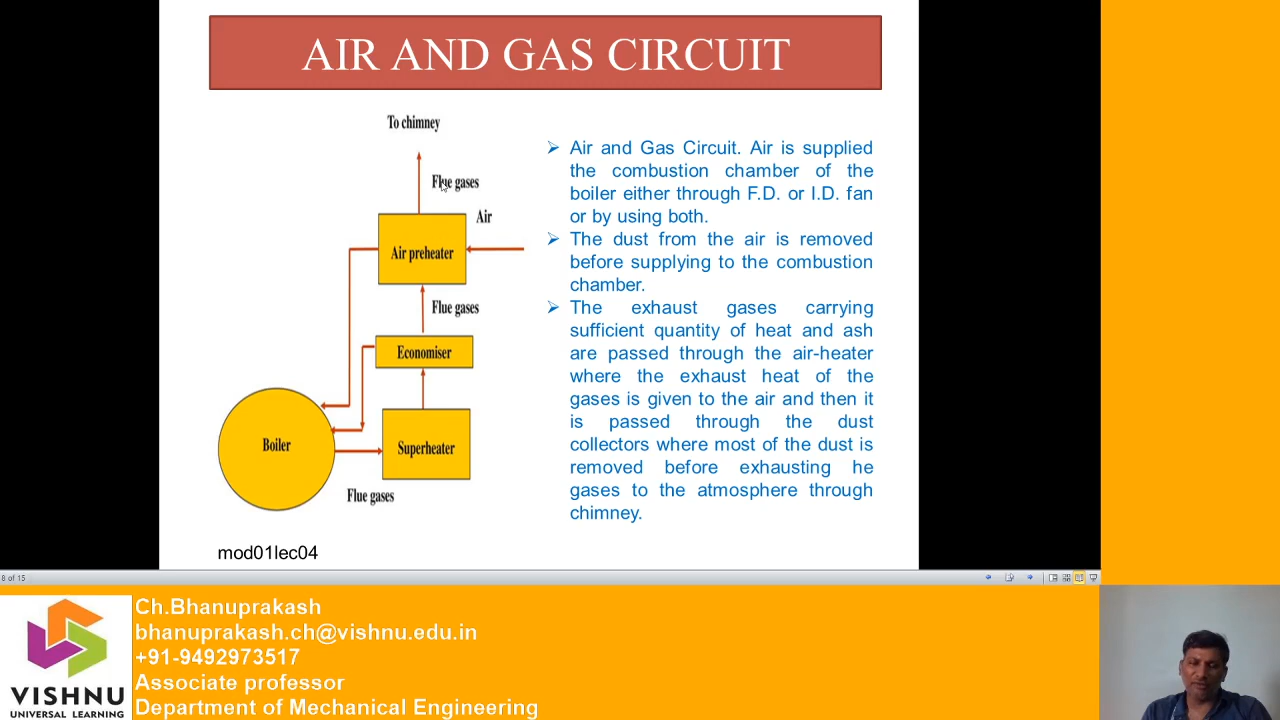 AIR AND GAS CIRCUIT
To chimney
Flue gases
Air
Air preheater
Flue gases
Economiser
Boiler
Superheater
Flue gases
➢ Air and Gas Circuit. Air is supplied
the combustion chamber of the
boiler either through F.D. or I.D. fan
or by using both.
➢ The dust from the air is removed
before supplying to the combustion
chamber.
➢ The exhaust gases carrying
sufficient quantity of heat and ash
are passed through the air-heater
where the exhaust heat of the
gases is given to the air and then it
is passed through the dust
collectors where most of the dust is
removed before exhausting he
gases to the atmosphere through
chimney.
mod01lec04
8 of 15
VISHNU
UNIVERSAL LEARNING
Ch.Bhanuprakash
bhanuprakash.ch@vishnu.edu.in
+91-9492973517
Associate professor
Department of Mechanical Engineering